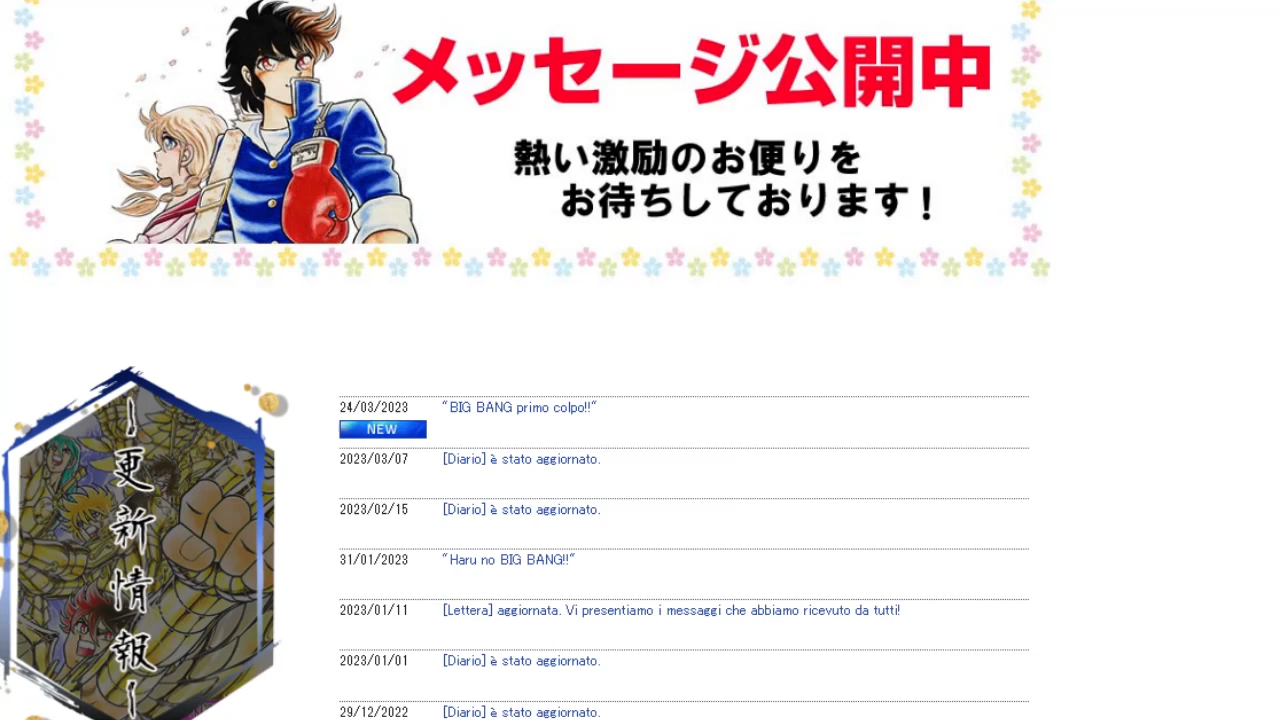 メッセージ公開中
熱い激励のお便りを
お待ちしております！
更新情報
24/03/2023 "BIG BANG primo colpo!!"
NEW
2023/03/07 [Diario] è stato aggiornato.
2023/02/15 [Diario] è stato aggiornato.
31/01/2023 "Haru no BIG BANG!!"
2023/01/11 [Lettera] aggiornata. Vi presentiamo i messaggi che abbiamo ricevuto da tutti!
2023/01/01 [Diario] è stato aggiornato.
29/12/2022 [Diario] è stato aggiornato.